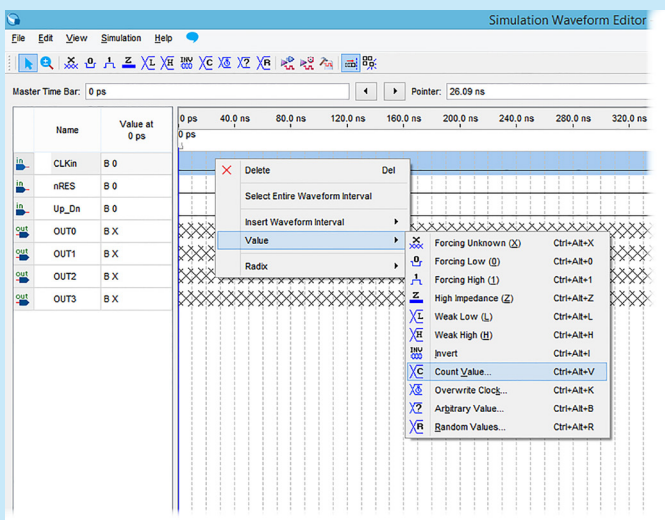 Simulation Waveform Editor
File Edit View Simulation Help
Master Time Bar: 0 ps Pointer: 26.09 ns
Name Value at 0 ps
0 ps 40.0 ns 80.0 ns 120.0 ns 160.0 ns 200.0 ns 240.0 ns 280.0 ns 320.0 ns
0 ps
in CLKin B 0
in nRES B 0
in Up_Dn B 0
out OUT0 B X
out OUT1 B X
out OUT2 B X
out OUT3 B X
Delete Del
Select Entire Waveform Interval
Insert Waveform Interval
Value
Radix
Forcing Unknown (X) Ctrl+Alt+X
Forcing Low (0) Ctrl+Alt+0
Forcing High (1) Ctrl+Alt+1
High Impedance (Z) Ctrl+Alt+Z
Weak Low (L) Ctrl+Alt+L
Weak High (H) Ctrl+Alt+H
Invert Ctrl+Alt+I
Count Value... Ctrl+Alt+V
Overwrite Clock... Ctrl+Alt+K
Arbitrary Value... Ctrl+Alt+B
Random Values... Ctrl+Alt+R